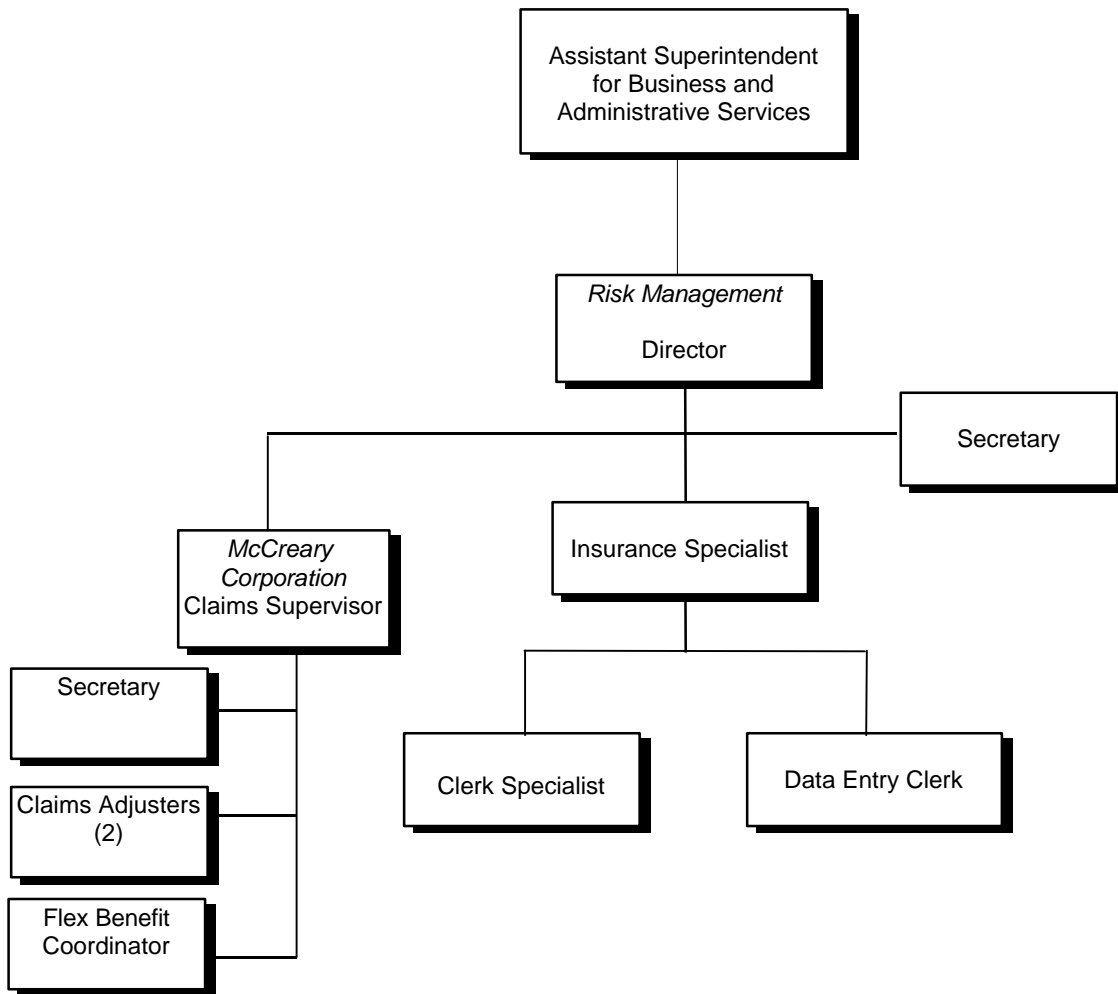 Assistant Superintendent
for Business and
Administrative Services
Risk Management
Director
Secretary
McCreary
Corporation
Claims Supervisor
Insurance Specialist
Secretary
Claims Adjusters
(2)
Flex Benefit
Coordinator
Clerk Specialist
Data Entry Clerk